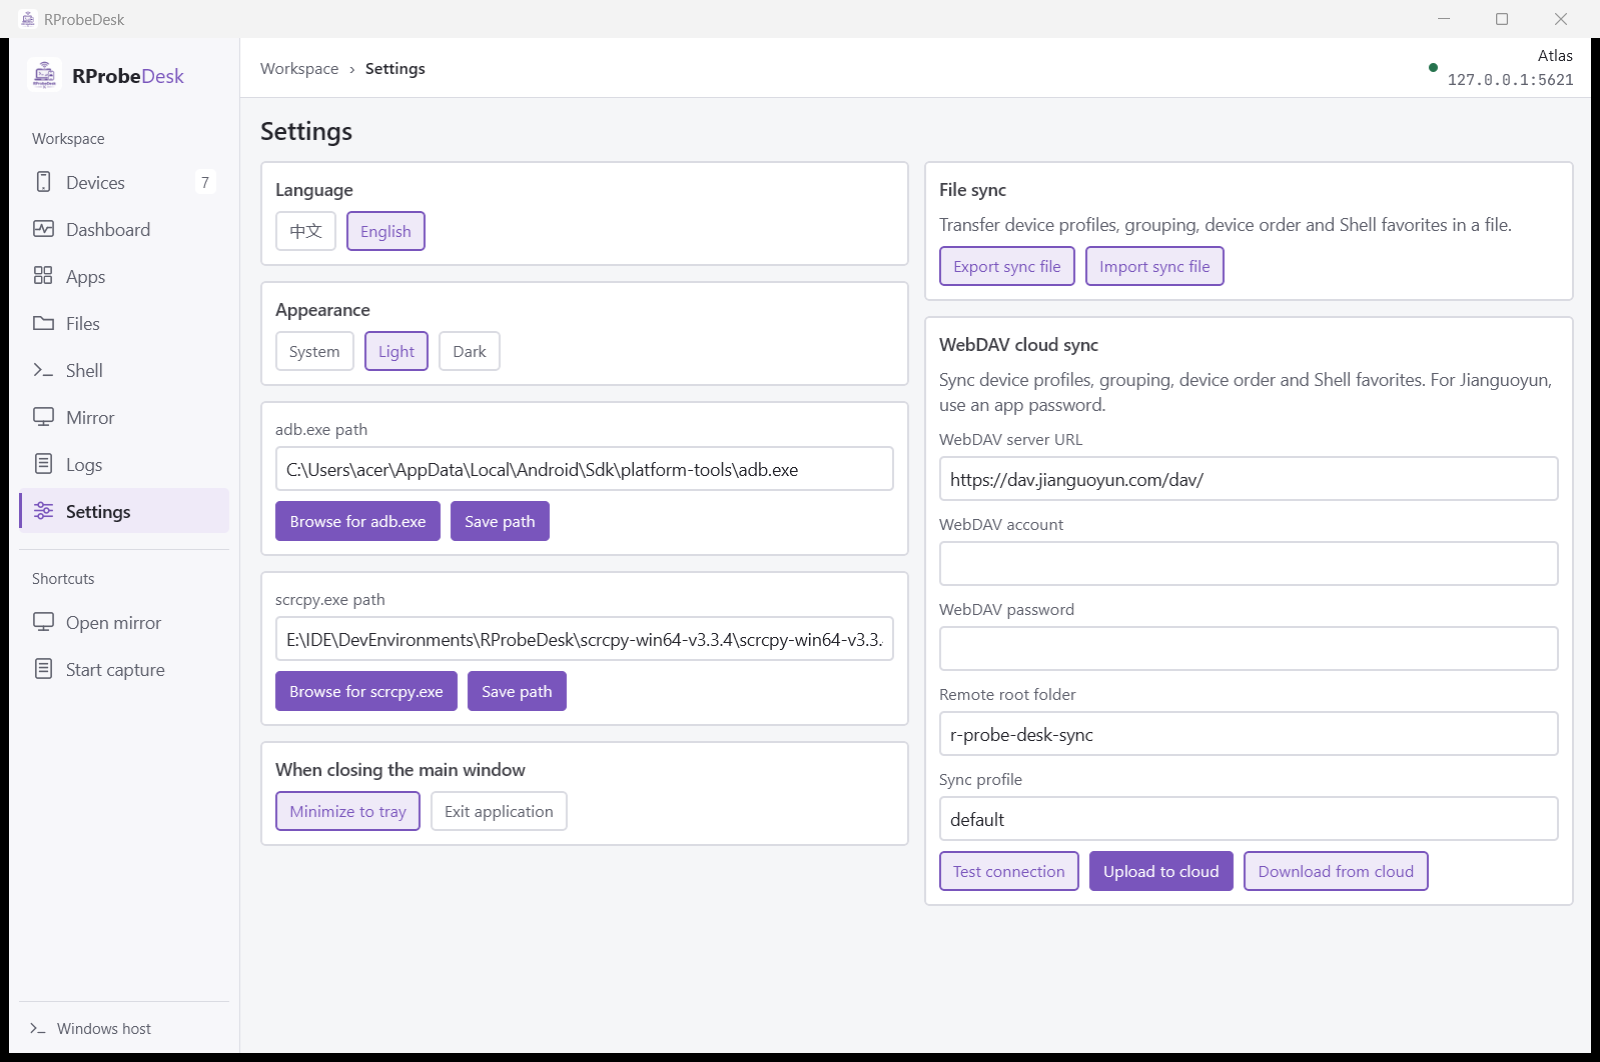 RProbeDesk
RProbeDesk
Workspace
Devices 7
Dashboard
Apps
Files
Shell
Mirror
Logs
Settings
Shortcuts
Open mirror
Start capture
Windows host
Workspace › Settings
Atlas
127.0.0.1:5621
Settings
Language
中文 English
Appearance
System Light Dark
adb.exe path
C:\Users\acer\AppData\Local\Android\Sdk\platform-tools\adb.exe
Browse for adb.exe Save path
scrcpy.exe path
E:\IDE\DevEnvironments\RProbeDesk\scrcpy-win64-v3.3.4\scrcpy-win64-v3.3.
Browse for scrcpy.exe Save path
When closing the main window
Minimize to tray Exit application
File sync
Transfer device profiles, grouping, device order and Shell favorites in a file.
Export sync file Import sync file
WebDAV cloud sync
Sync device profiles, grouping, device order and Shell favorites. For Jianguoyun,
use an app password.
WebDAV server URL
https://dav.jianguoyun.com/dav/
WebDAV account
WebDAV password
Remote root folder
r-probe-desk-sync
Sync profile
default
Test connection Upload to cloud Download from cloud